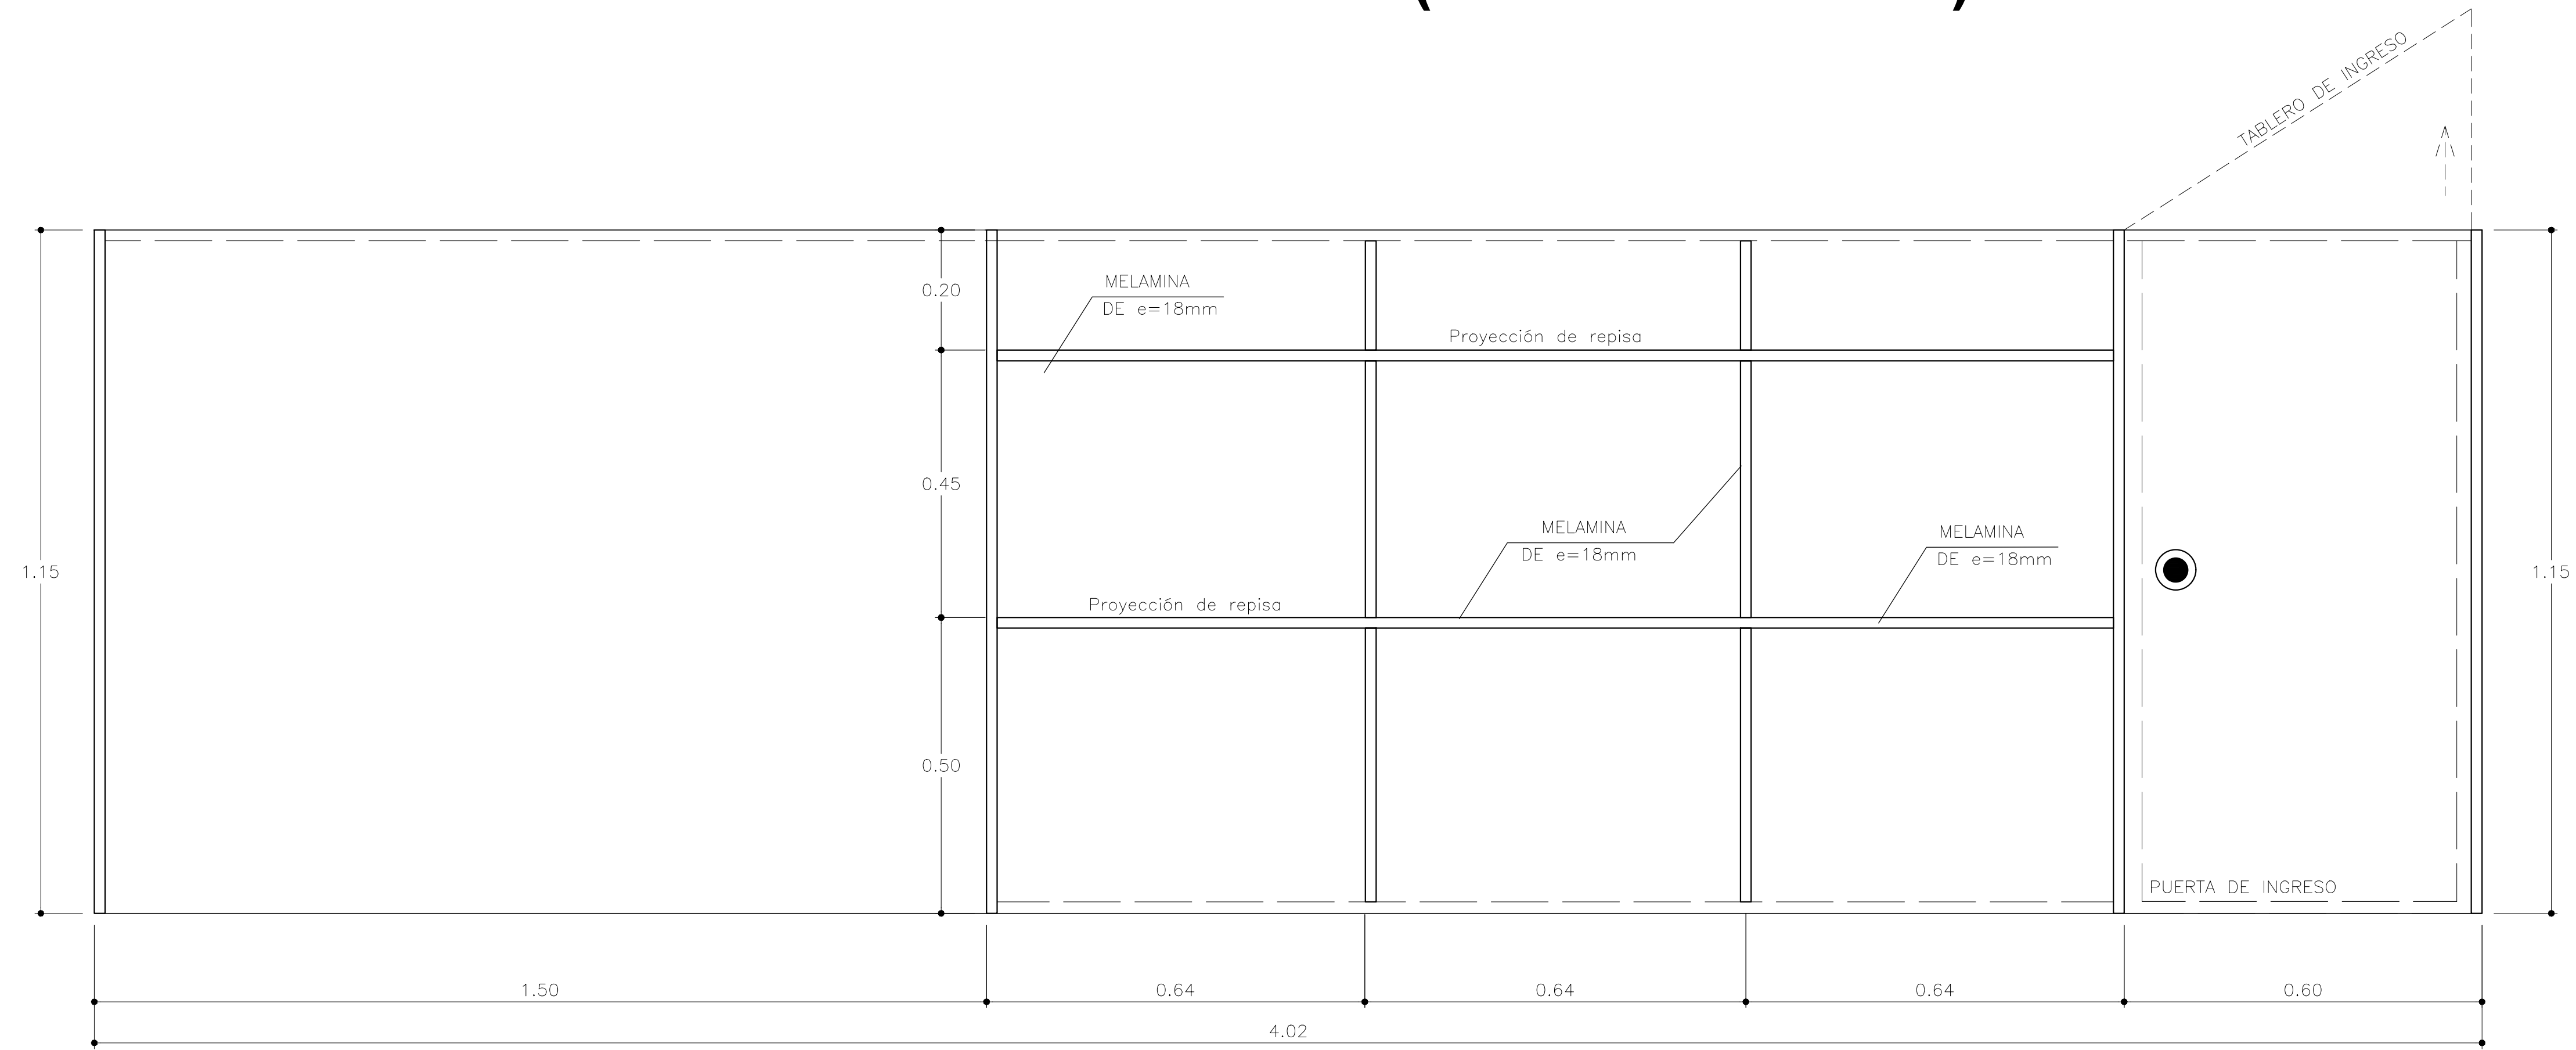 TABLERO DE INGRESO
MELAMINA
DE e=18mm
0.20
Proyección de repisa
0.45
MELAMINA
DE e=18mm
MELAMINA
DE e=18mm
1.15
1.15
Proyección de repisa
0.50
PUERTA DE INGRESO
1.50
0.64
0.64
0.64
0.60
4.02